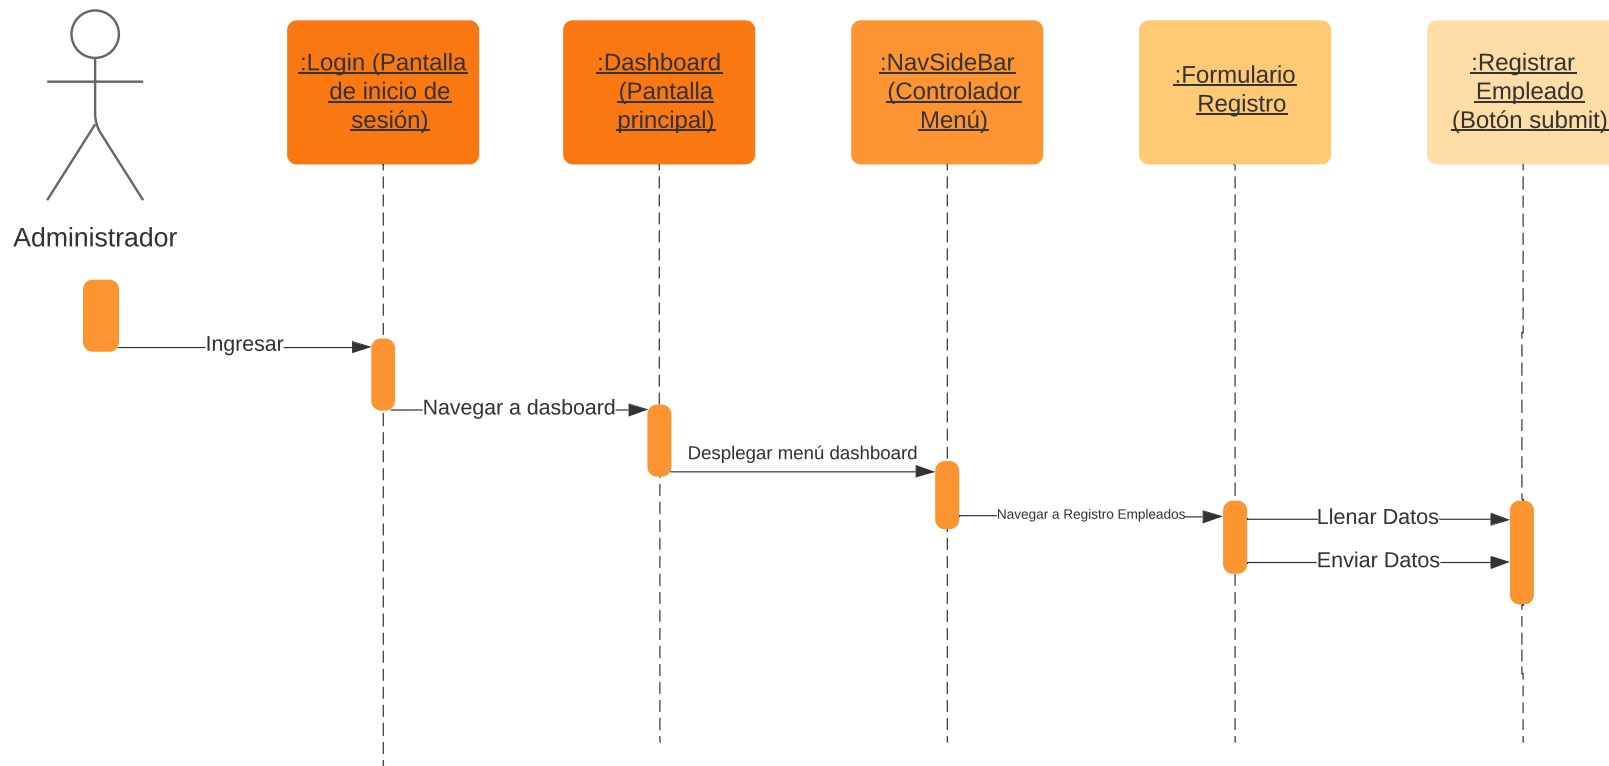 :Login (Pantalla
de inicio de
sesión)
:Dashboard
(Pantalla
principal)
:NavSideBar
(Controlador
Menú)
:Formulario
Registro
:Registrar
Empleado
(Botón submit)
Administrador
Ingresar
Navegar a dasboard
Desplegar menú dashboard
Navegar a Registro Empleados
Llenar Datos
Enviar Datos